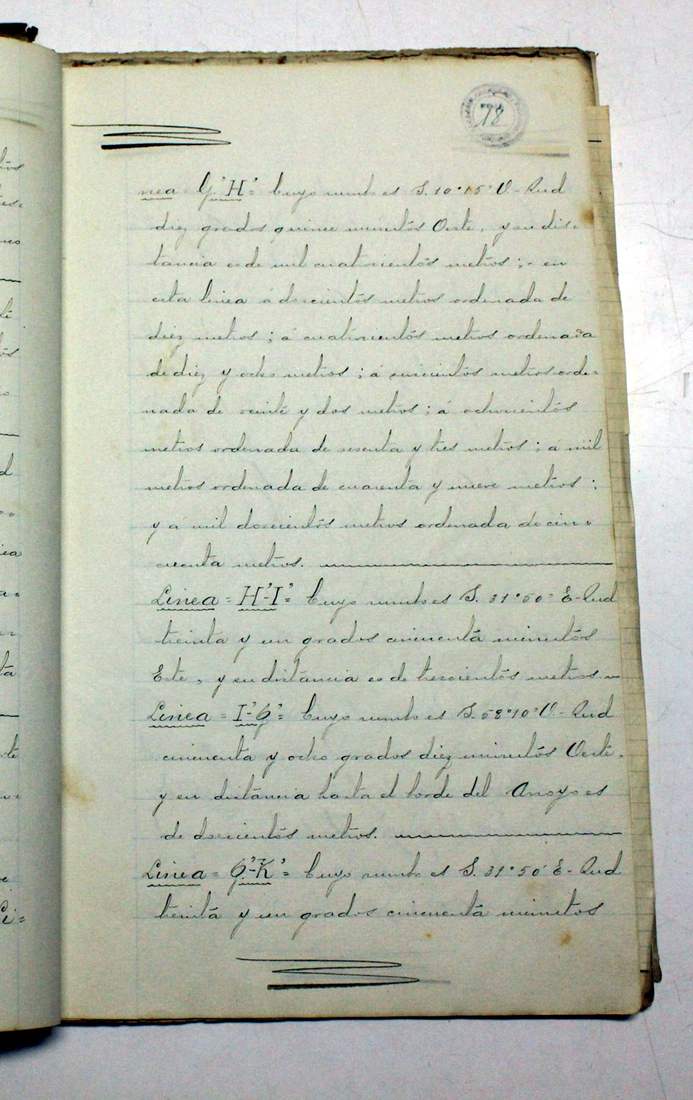 78
nea G'H'= Cuyo rumbo es S. 10°15' O- Sud
diez grados quince minutos Oeste, y su dis-
tancia es de mil cuatrocientos metros; - en
esta linea á doscientos metros ordenada de
diez metros; á cuatrocientos metros ordenada
de diez y ocho metros; á seiscientos metros orde-
nada de veinte y dos metros; á ochocientos
metros ordenada de sesenta y tres metros; á mil
metros ordenada de cuarenta y nueve metros;
y á mil doscientos metros ordenada de cin-
cuenta metros.
Linea = H'-I'= Cuyo rumbo es S. 31°50' E- Sud
treinta y un grados cincuenta minutos
Este, y su distancia es de trescientos metros
Linea = I'- = Cuyo rumbo es S. 58°10' O- Sud
cincuenta y ocho grados diez minutos Oeste.
y su distancia hasta el borde del Arroyo es
de doscientos metros.
Linea = -K'= Cuyo rumbo es S. 31°50' E- Sud
treinta y un grados cincuenta minutos